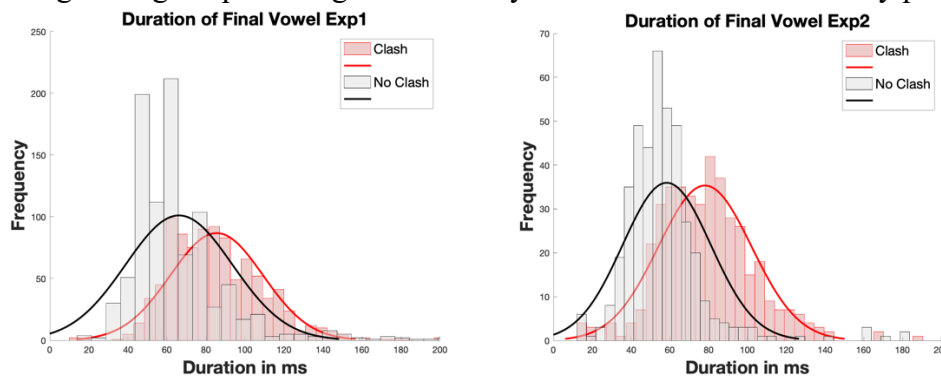 Duration of Final Vowel Exp1
250
200
150
100
50
0
Frequency
Clash
No Clash
0 20 40 60 80 100 120 140 160 180 200
Duration in ms
Duration of Final Vowel Exp2
70
60
50
40
30
20
10
0
Frequency
Clash
No Clash
0 20 40 60 80 100 120 140 160 180
Duration in ms